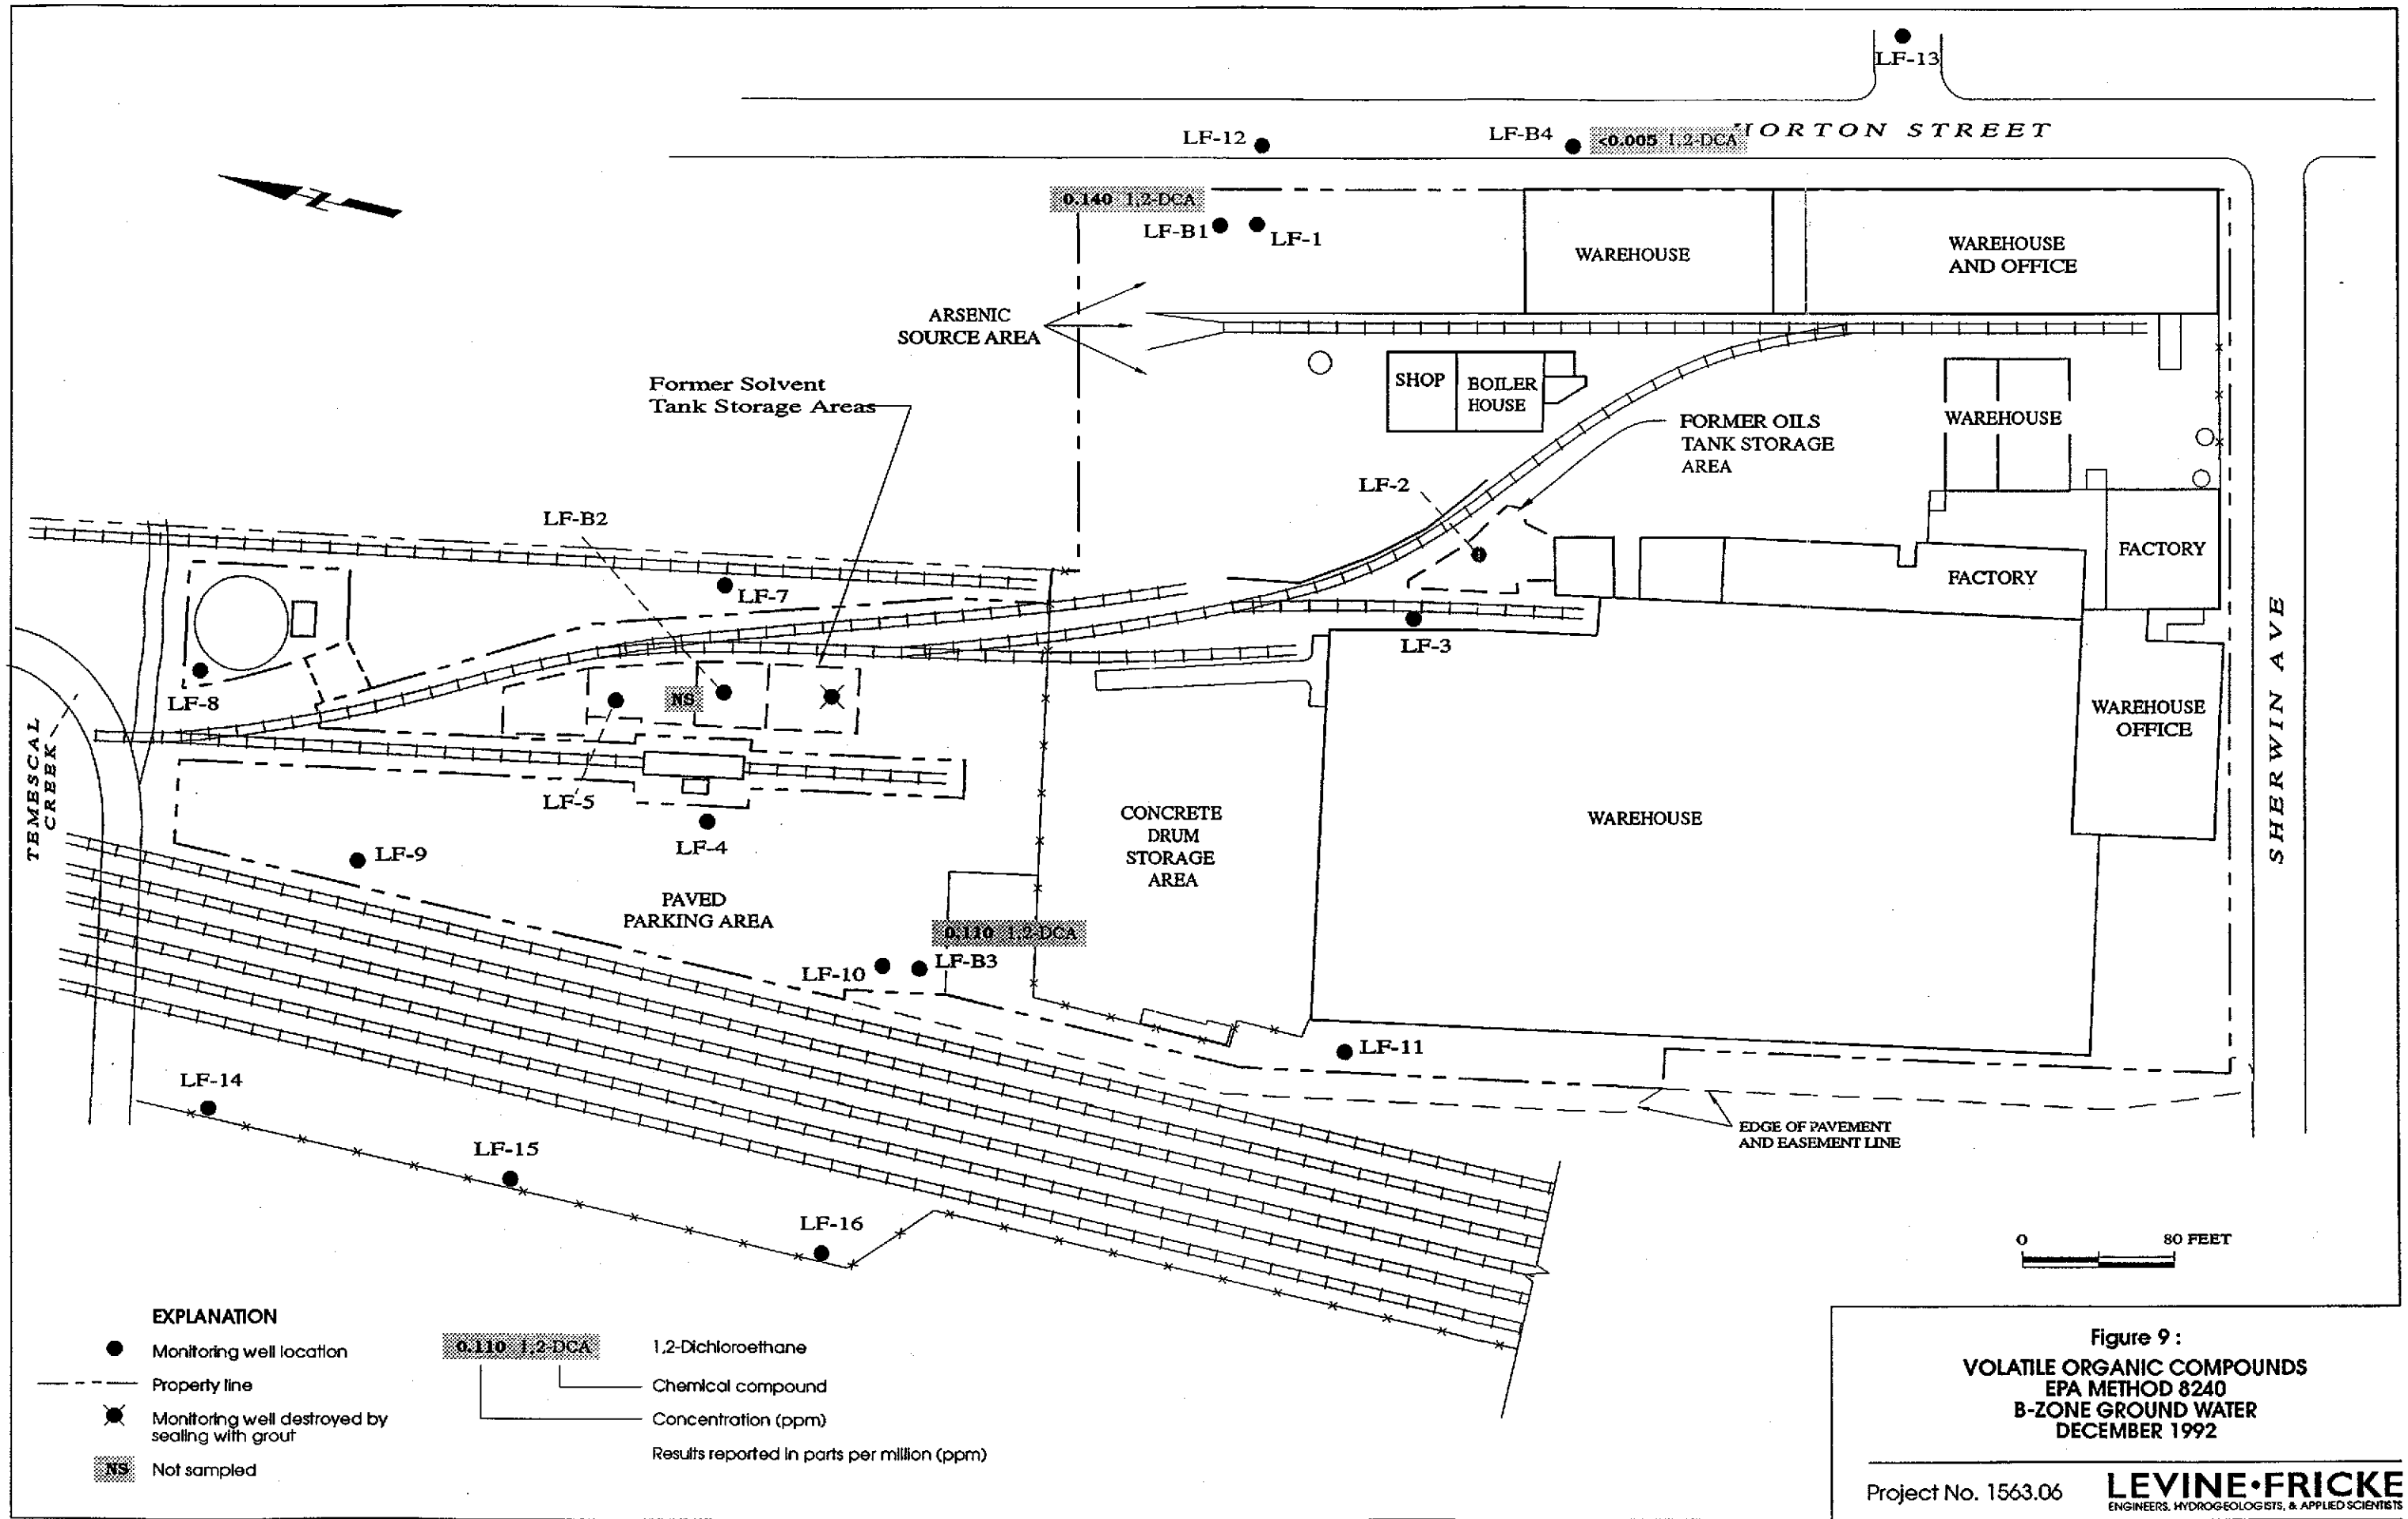 LF-13
LF-12
LF-B4
<0.005 1,2-DCA
HORTON STREET
0.140 1,2-DCA
LF-B1
LF-1
WAREHOUSE
WAREHOUSE
AND OFFICE
ARSENIC
SOURCE AREA
Former Solvent
Tank Storage Areas
SHOP
BOILER
HOUSE
FORMER OILS
TANK STORAGE
AREA
WAREHOUSE
LF-2
LF-B2
FACTORY
FACTORY
LF-7
LF-3
LF-8
NS
WAREHOUSE
OFFICE
SHERWIN AVE
TEMESCAL
CREEK
LF-5
LF-4
LF-9
CONCRETE
DRUM
STORAGE
AREA
WAREHOUSE
PAVED
PARKING AREA
0.110 1,2-DCA
LF-10
LF-B3
LF-11
LF-14
EDGE OF PAVEMENT
AND EASEMENT LINE
LF-15
LF-16
0 80 FEET
EXPLANATION
Monitoring well location
Property line
Monitoring well destroyed by
sealing with grout
NS Not sampled
0.110 1,2-DCA 1,2-Dichloroethane
Chemical compound
Concentration (ppm)
Results reported in parts per million (ppm)
Figure 9 :
VOLATILE ORGANIC COMPOUNDS
EPA METHOD 8240
B-ZONE GROUND WATER
DECEMBER 1992
Project No. 1563.06
LEVINE•FRICKE
ENGINEERS, HYDROGEOLOGISTS, & APPLIED SCIENTISTS